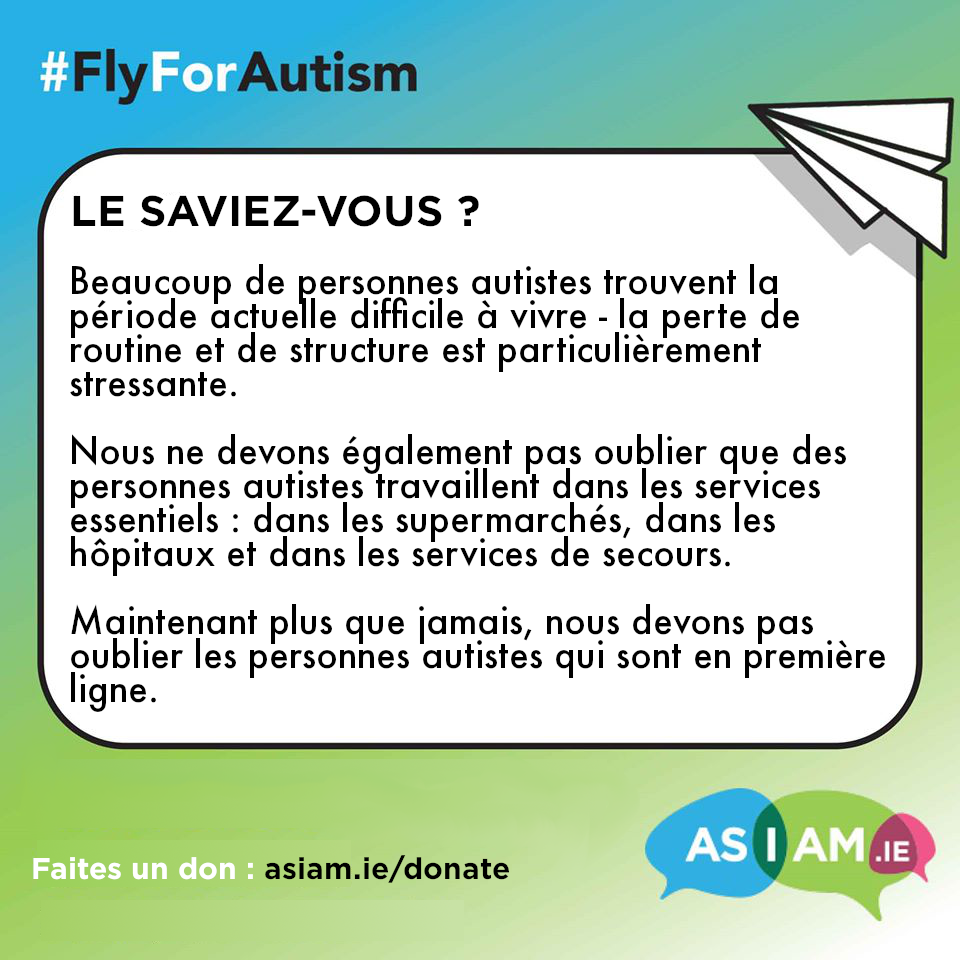 #FlyForAutism
LE SAVIEZ-VOUS ?
Beaucoup de personnes autistes trouvent la
période actuelle difficile à vivre - la perte de
routine et de structure est particulièrement
stressante.
Nous ne devons également pas oublier que des
personnes autistes travaillent dans les services
essentiels : dans les supermarchés, dans les
hôpitaux et dans les services de secours.
Maintenant plus que jamais, nous devons pas
oublier les personnes autistes qui sont en première
ligne.
Faites un don : asiam.ie/donate
AS I AM.IE